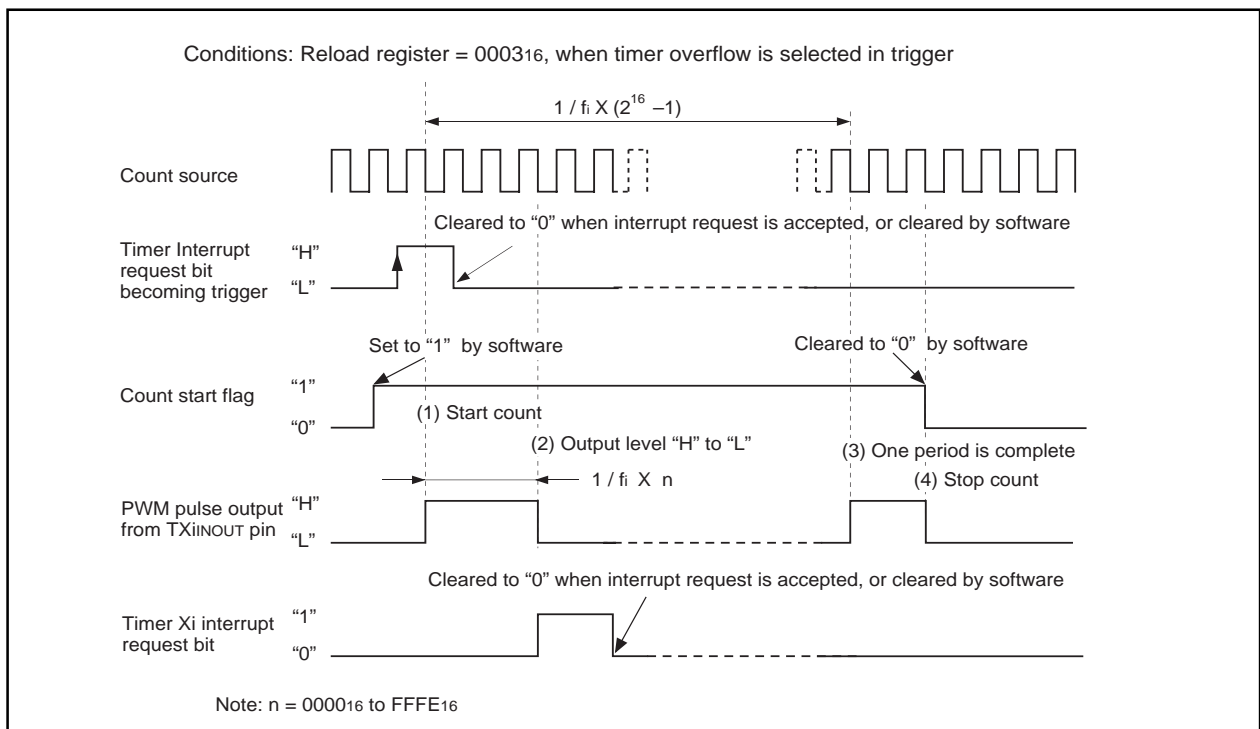 Conditions: Reload register = 000316, when timer overflow is selected in trigger
1 / fi X (2^16 –1)
Count source
Cleared to “0” when interrupt request is accepted, or cleared by software
Timer Interrupt
request bit
becoming trigger
“H”
“L”
Set to “1” by software
Cleared to “0” by software
Count start flag
“1”
“0”
(1) Start count
(2) Output level “H” to “L”
(3) One period is complete
(4) Stop count
1 / fi X n
PWM pulse output
from TXiINOUT pin
“H”
“L”
Cleared to “0” when interrupt request is accepted, or cleared by software
Timer Xi interrupt
request bit
“1”
“0”
Note: n = 000016 to FFFE16